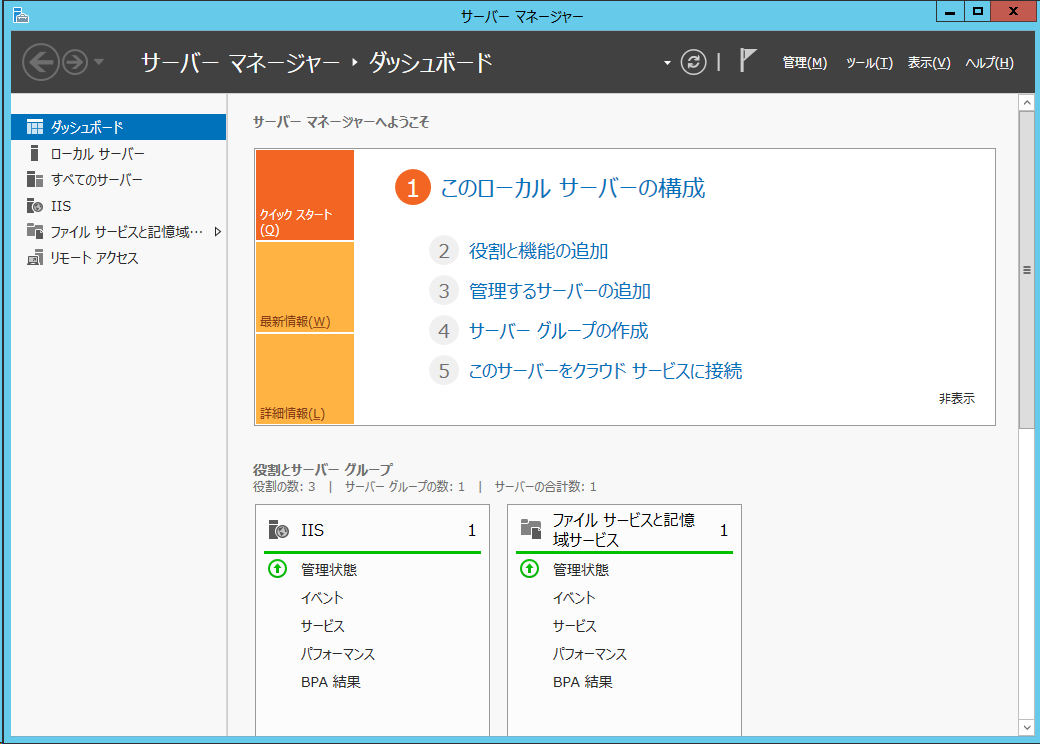 サーバー マネージャー
サーバー マネージャー ‣ ダッシュボード
管理(M) ツール(T) 表示(V) ヘルプ(H)
ダッシュボード
ローカル サーバー
すべてのサーバー
IIS
ファイル サービスと記憶域…
リモート アクセス
サーバー マネージャーへようこそ
クイック スタート
(Q)
最新情報(W)
詳細情報(L)
1 このローカル サーバーの構成
2 役割と機能の追加
3 管理するサーバーの追加
4 サーバー グループの作成
5 このサーバーをクラウド サービスに接続
非表示
役割とサーバー グループ
役割の数: 3 | サーバー グループの数: 1 | サーバーの合計数: 1
IIS 1
管理状態
イベント
サービス
パフォーマンス
BPA 結果
ファイル サービスと記憶
域サービス 1
管理状態
イベント
サービス
パフォーマンス
BPA 結果